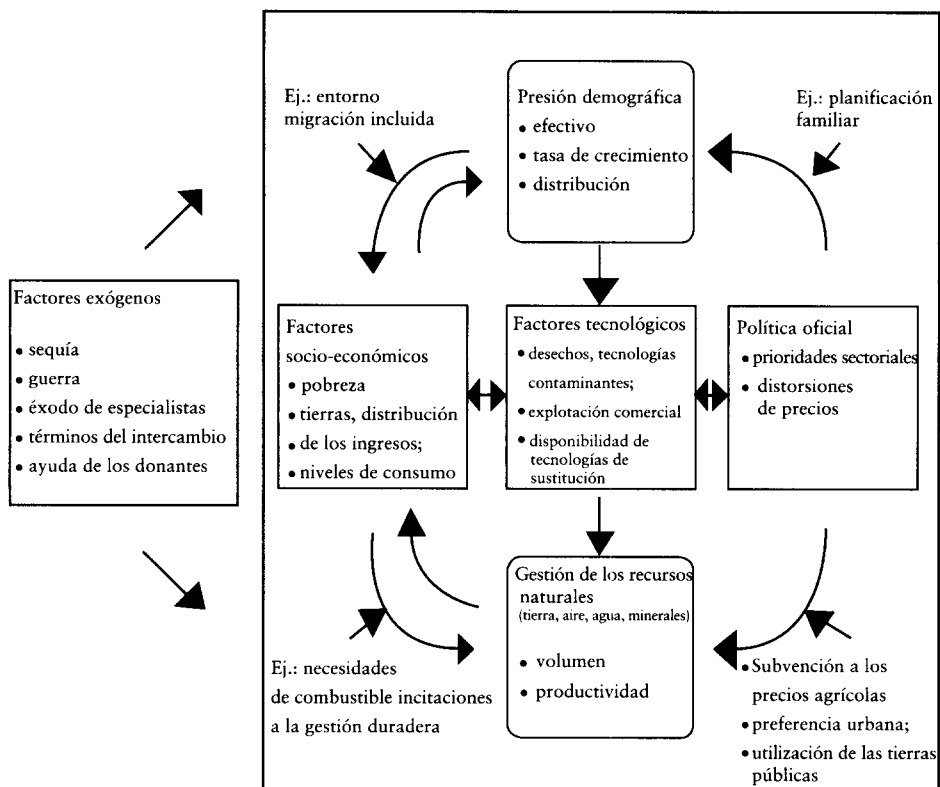 Ej.: entorno
migración incluida
Presión demográfica
• efectivo
• tasa de crecimiento
• distribución
Ej.: planificación
familiar
Factores exógenos
• sequía
• guerra
• éxodo de especialistas
• términos del intercambio
• ayuda de los donantes
Factores
socio-económicos
• pobreza
• tierras, distribución
• de los ingresos;
• niveles de consumo
Factores tecnológicos
• desechos, tecnologías
contaminantes;
• explotación comercial
• disponibilidad de
tecnologías de
sustitución
Política oficial
• prioridades sectoriales
• distorsiones
de precios
Gestión de los recursos
naturales
(tierra, aire, agua, minerales)
• volumen
• productividad
Ej.: necesidades
de combustible incitaciones
a la gestión duradera
• Subvención a los
precios agrícolas
• preferencia urbana;
• utilización de las tierras
públicas